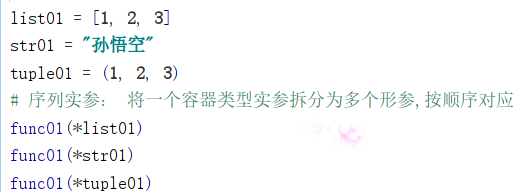 list01 = [1, 2, 3]
str01 = "孙悟空"
tuple01 = (1, 2, 3)
# 序列实参： 将一个容器类型实参拆分为多个形参,按顺序对应
func01(*list01)
func01(*str01)
func01(*tuple01)